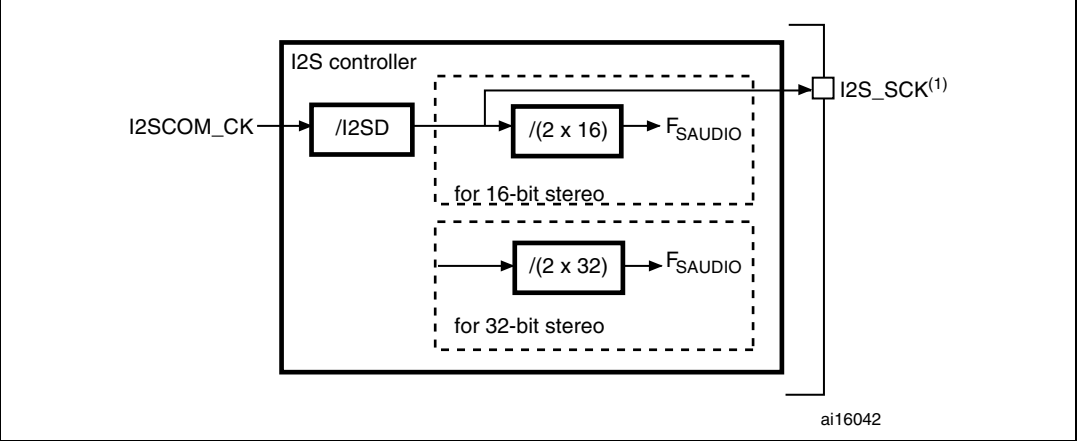 I2S controller
I2SCOM_CK
/I2SD
/(2 x 16)
FSAUDIO
I2S_SCK(1)
for 16-bit stereo
/(2 x 32)
FSAUDIO
for 32-bit stereo
ai16042